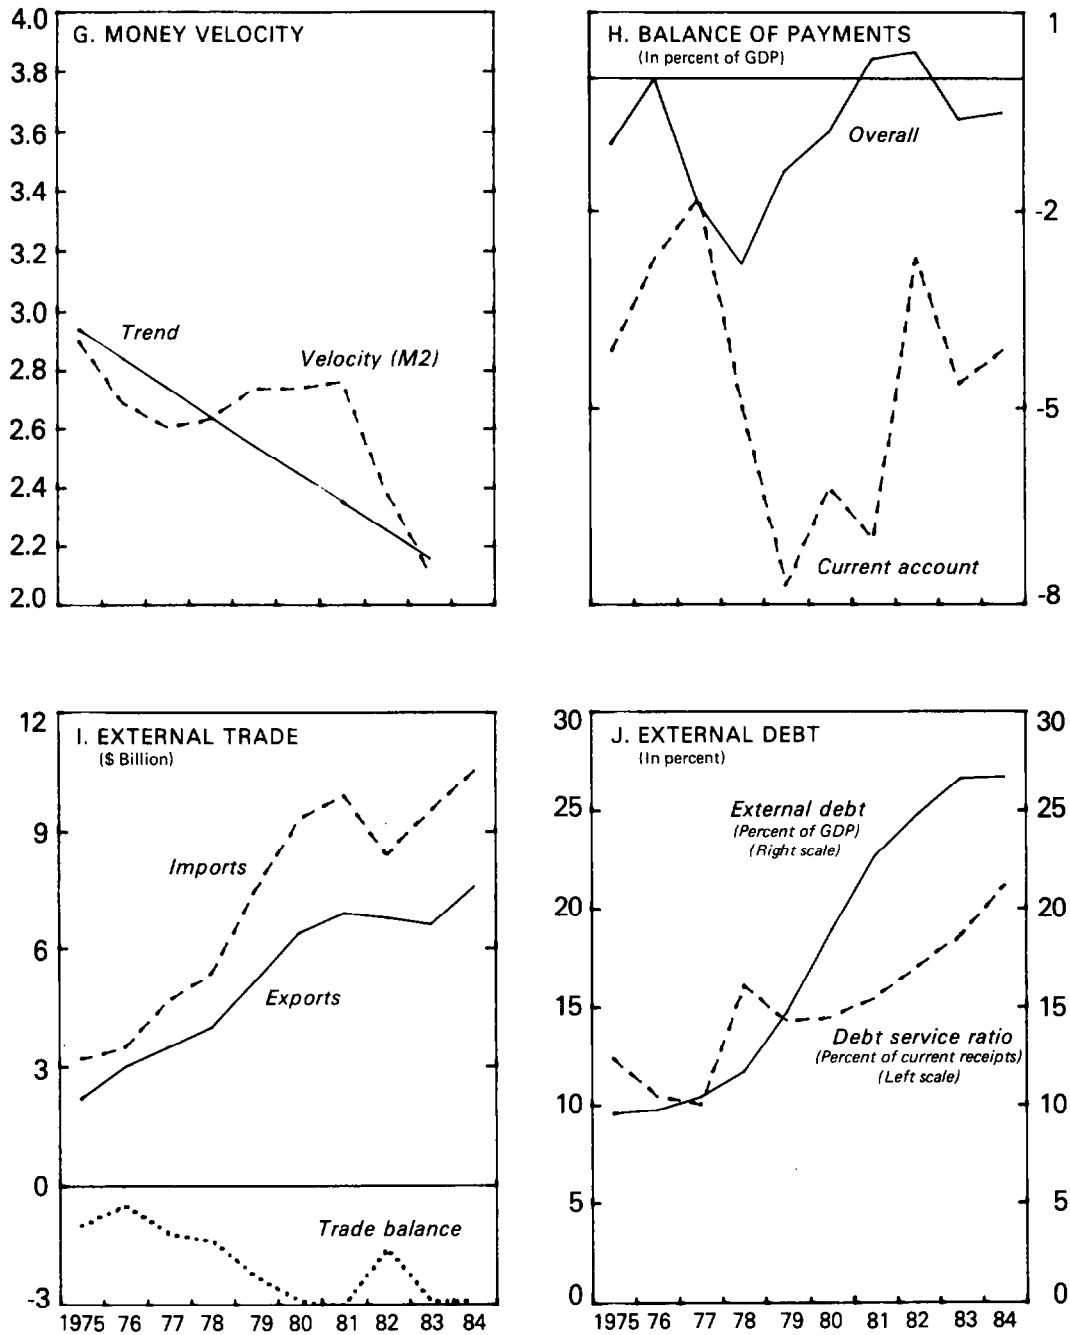 G. MONEY VELOCITY
4.0
3.8
3.6
3.4
3.2
3.0
2.8
2.6
2.4
2.2
2.0
Trend
Velocity (M2)
H. BALANCE OF PAYMENTS
(In percent of GDP)
1
-2
-5
-8
Overall
Current account
I. EXTERNAL TRADE
($ Billion)
12
9
6
3
0
-3
Imports
Exports
Trade balance
1975 76 77 78 79 80 81 82 83 84
J. EXTERNAL DEBT
(In percent)
30
25
20
15
10
5
0
30
25
20
15
10
5
0
External debt
(Percent of GDP)
(Right scale)
Debt service ratio
(Percent of current receipts)
(Left scale)
1975 76 77 78 79 80 81 82 83 84